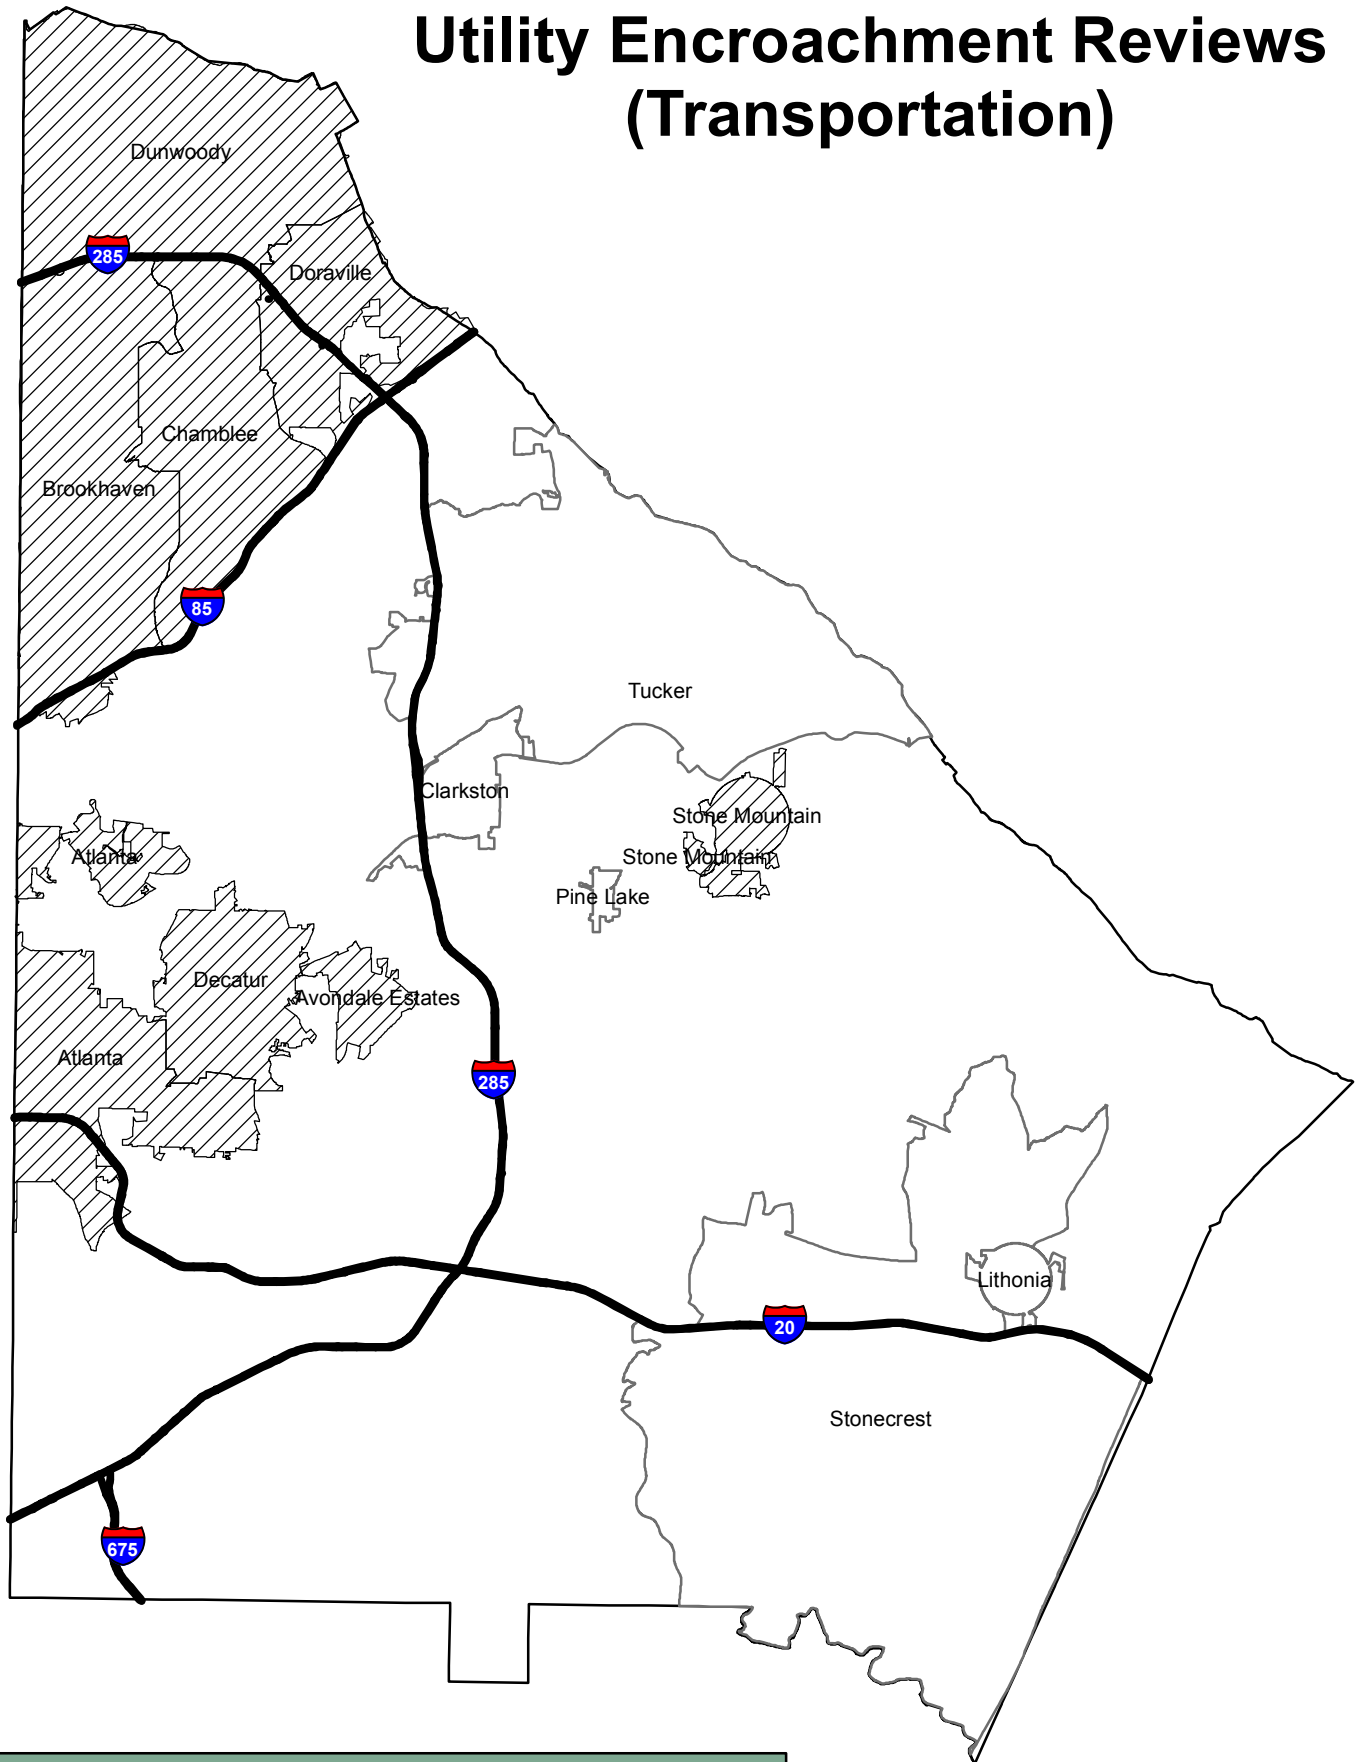 Utility Encroachment Reviews
(Transportation)
Dunwoody
285
Doraville
Chamblee
Brookhaven
85
Tucker
Clarkston
Stone Mountain
Atlanta
Stone Mountain
Pine Lake
Decatur
Avondale Estates
Atlanta
285
Lithonia
20
Stonecrest
675